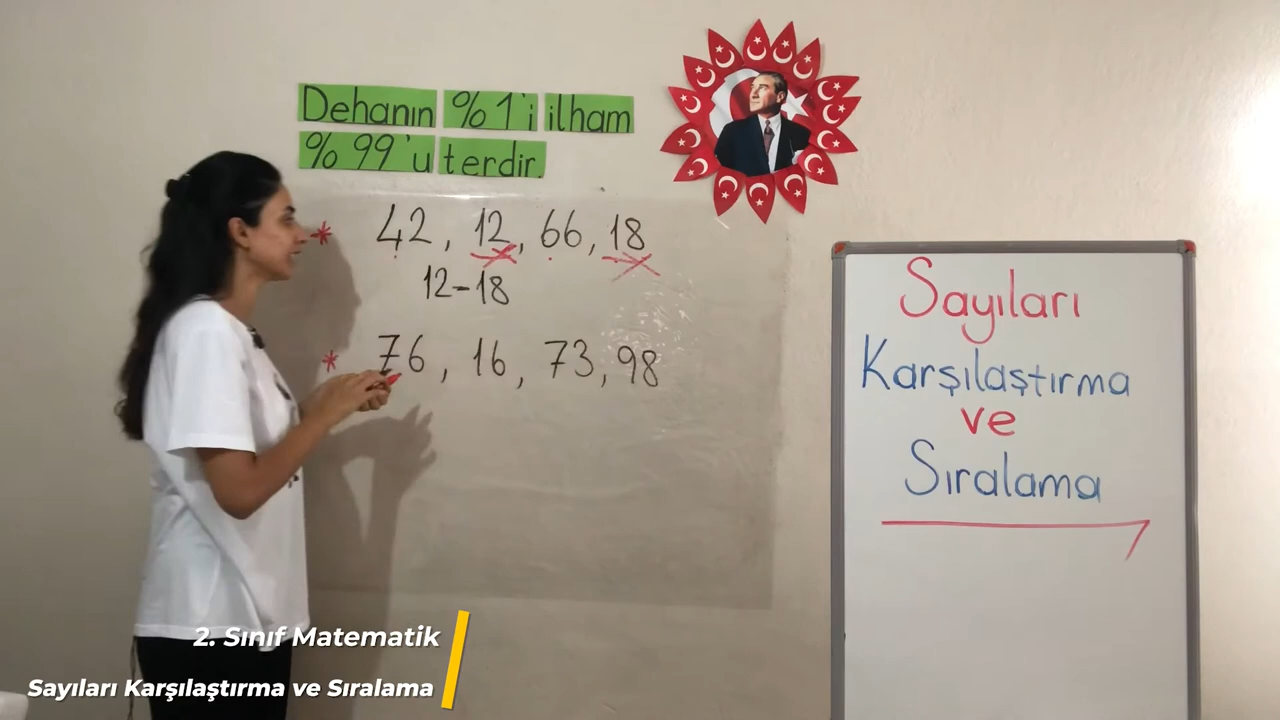 Dehanın %1'i ilham
%99'u terdir.
* 42, 12, 66, 18
12-18
* 76, 16, 73, 98
Sayıları
Karşılaştırma
ve
Sıralama
2. Sınıf Matematik
Sayıları Karşılaştırma ve Sıralama